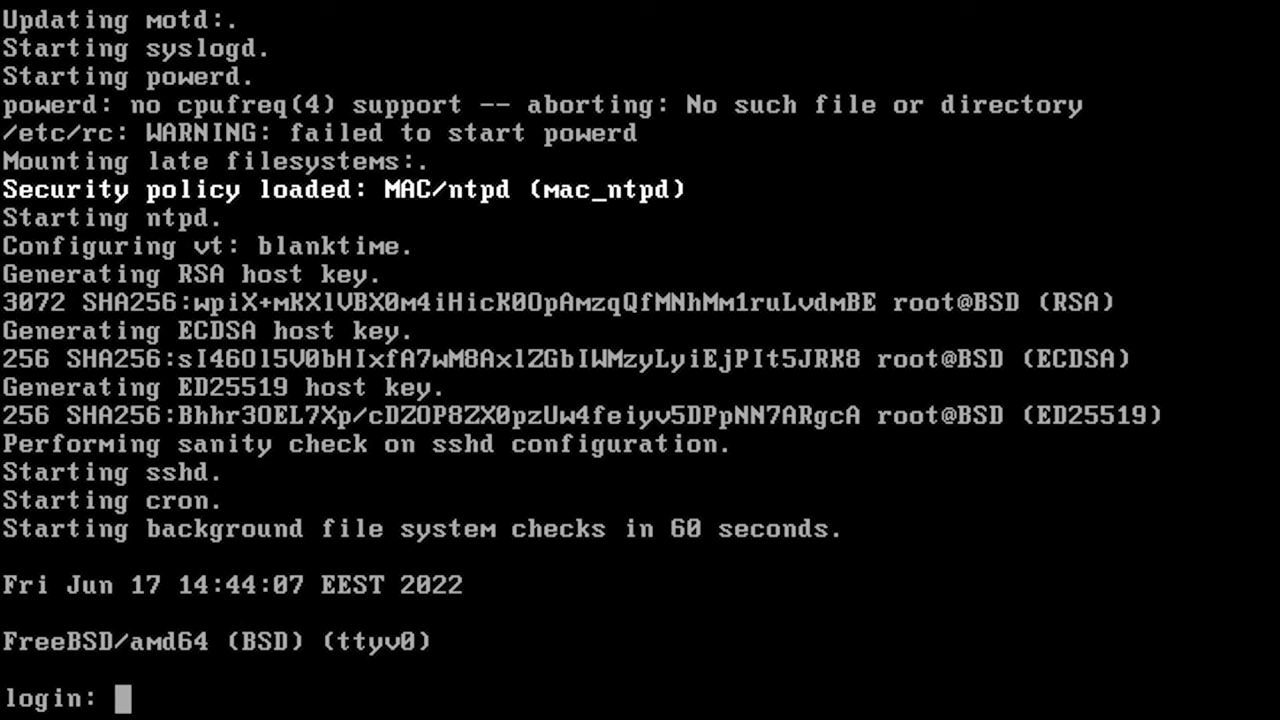 Updating motd:.
Starting syslogd.
Starting powerd.
powerd: no cpufreq(4) support -- aborting: No such file or directory
/etc/rc: WARNING: failed to start powerd
Mounting late filesystems:.
Security policy loaded: MAC/ntpd (mac_ntpd)
Starting ntpd.
Configuring vt: blanktime.
Generating RSA host key.
3072 SHA256:wpiX+mKXlVBX0m4iHicK0OpAmzqQfMNhMm1ruLvdmBE root@BSD (RSA)
Generating ECDSA host key.
256 SHA256:sI46Ol5V0bHIxfA7wM8AxlZGbIWMzyLyiEjPIt5JRK8 root@BSD (ECDSA)
Generating ED25519 host key.
256 SHA256:Bhhr3OEL7Xp/cDZOP8ZX0pzUw4feiyv5DPpNN7ARgcA root@BSD (ED25519)
Performing sanity check on sshd configuration.
Starting sshd.
Starting cron.
Starting background file system checks in 60 seconds.
Fri Jun 17 14:44:07 EEST 2022
FreeBSD/amd64 (BSD) (ttyv0)
login: